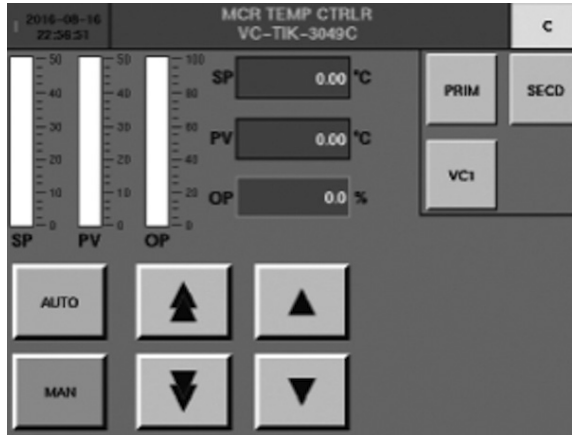 2016-08-16
22:56:51
MCR TEMP CTRLR
VC-TIK-3049C
C
50
40
30
20
10
0
SP
50
40
30
20
10
0
PV
100
80
60
40
20
0
OP
SP 0.00 °C
PV 0.00 °C
OP 0.0 %
PRIM
SECD
VC1
AUTO
MAN